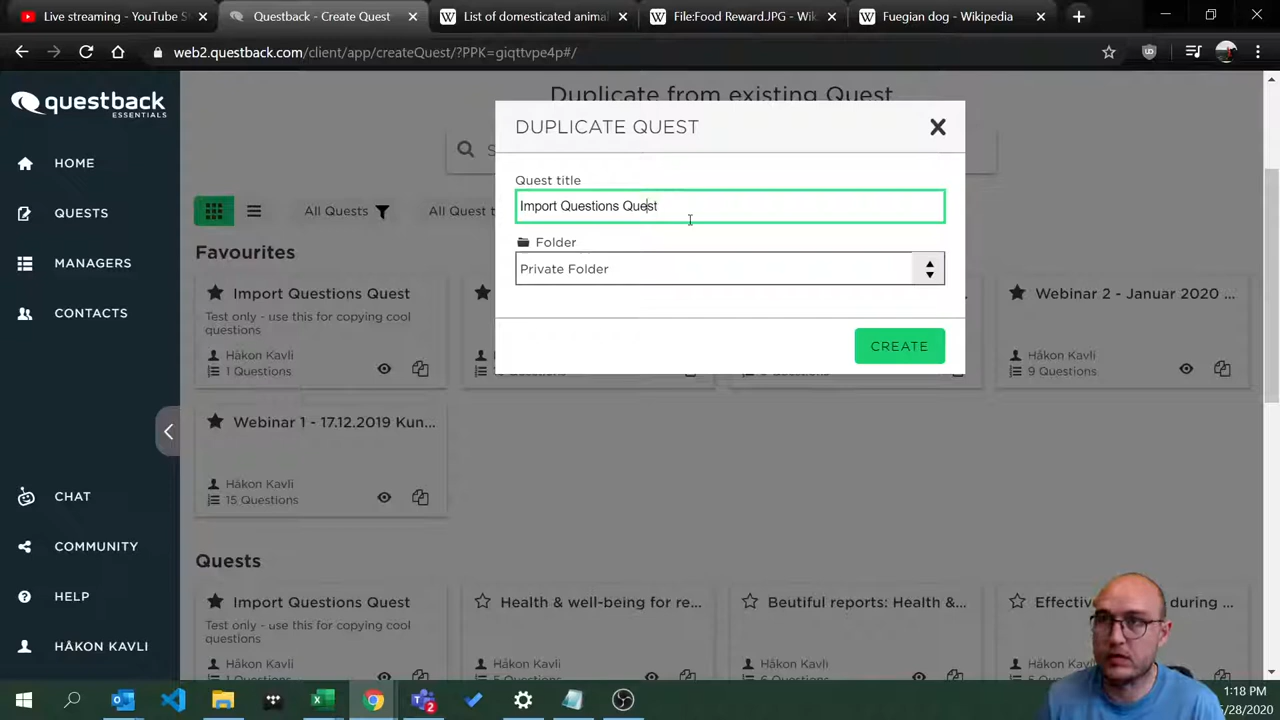 Live streaming - YouTube S
Questback - Create Quest
List of domesticated anima
File:Food Reward.JPG - Wik
Fuegian dog - Wikipedia
web2.questback.com/client/app/createQuest/?PPK=giqttvpe4p#/
questback
ESSENTIALS
HOME
QUESTS
MANAGERS
CONTACTS
CHAT
COMMUNITY
HELP
HÅKON KAVLI
Duplicate from existing Quest
S
All Quests
All Quest t
DUPLICATE QUEST
Quest title
Import Questions Quest
Folder
Private Folder
CREATE
Favourites
Import Questions Quest
Test only - use this for copying cool
questions
Håkon Kavli
1 Questions
Webinar 2 - Januar 2020 ...
Håkon Kavli
9 Questions
Webinar 1 - 17.12.2019 Kun...
Håkon Kavli
15 Questions
Quests
Import Questions Quest
Test only - use this for copying cool
questions
Håkon Kavli
Health & well-being for re...
Håkon Kavli
Beutiful reports: Health &...
Håkon Kavli
during ...
1:18 PM
/28/2020